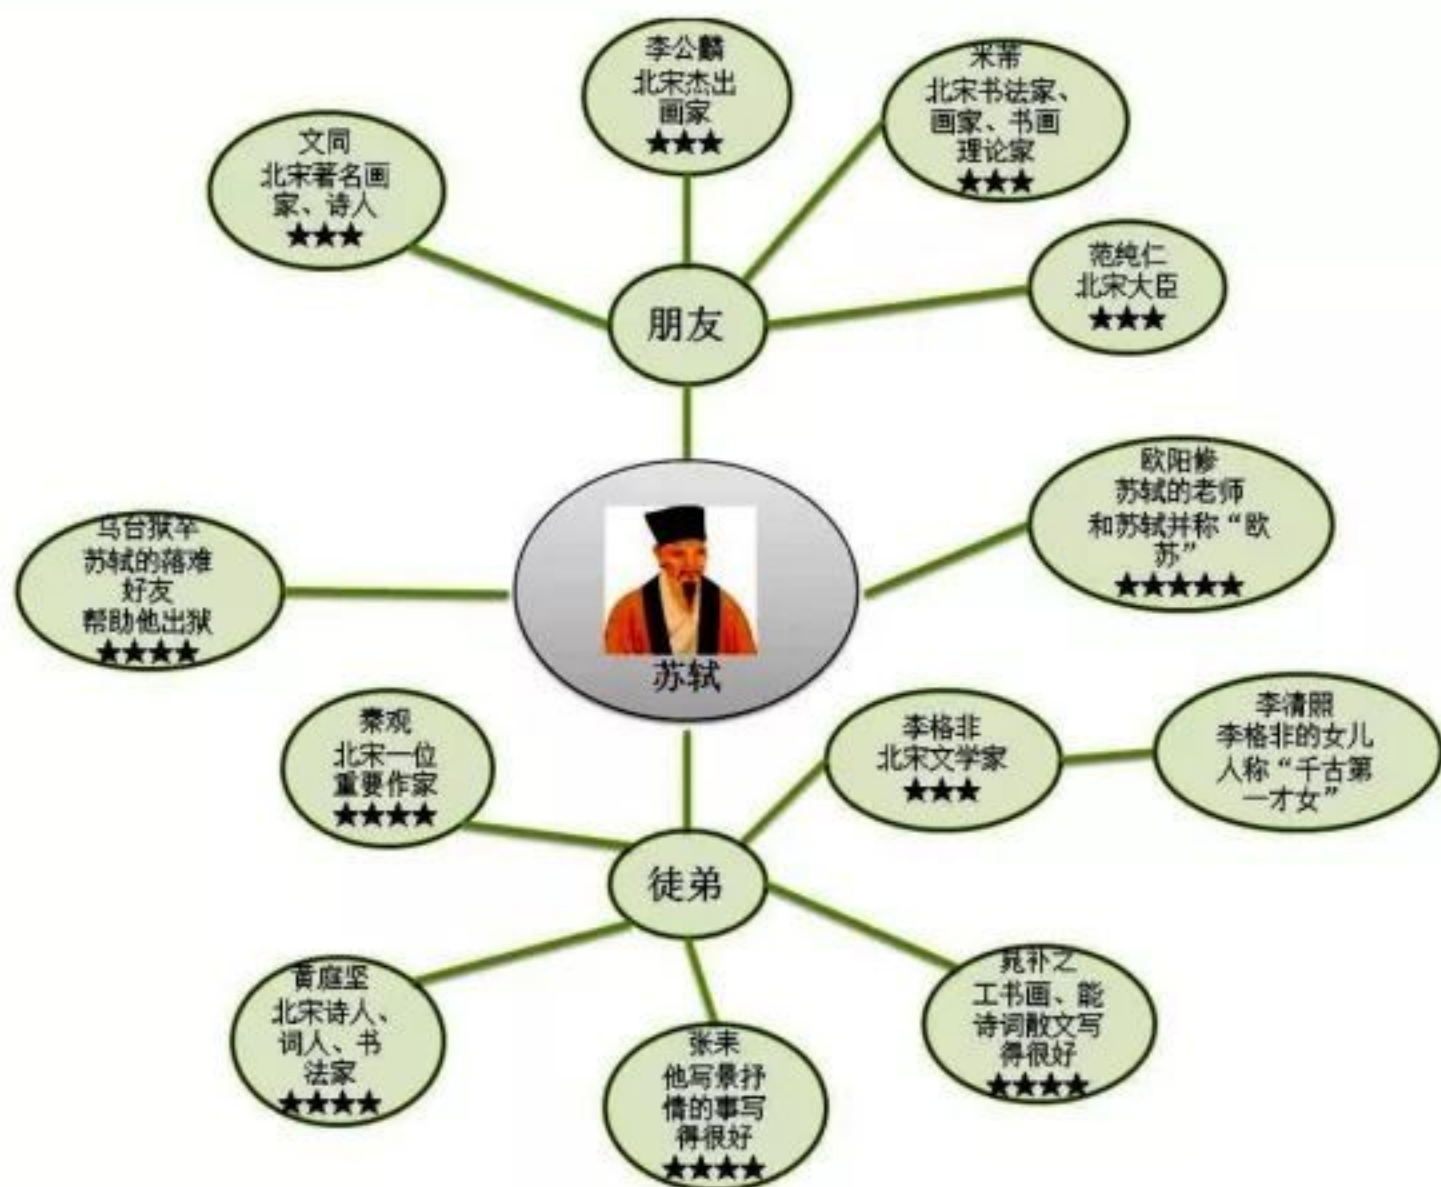 李公麟
北宋杰出
画家
★★★
米芾
北宋书法家、
画家、书画
理论家
★★★
文同
北宋著名画
家、诗人
★★★
范纯仁
北宋大臣
★★★
朋友
欧阳修
苏轼的老师
和苏轼并称“欧
苏”
★★★★★
乌台狱卒
苏轼的落难
好友
帮助他出狱
★★★★
苏轼
秦观
北宋一位
重要作家
★★★★
李格非
北宋文学家
★★★
李清照
李格非的女儿
人称“千古第
一才女”
徒弟
黄庭坚
北宋诗人、
词人、书
法家
★★★★
张耒
他写景抒
情的事写
得很好
★★★★
晁补之
工书画、能
诗词散文写
得很好
★★★★